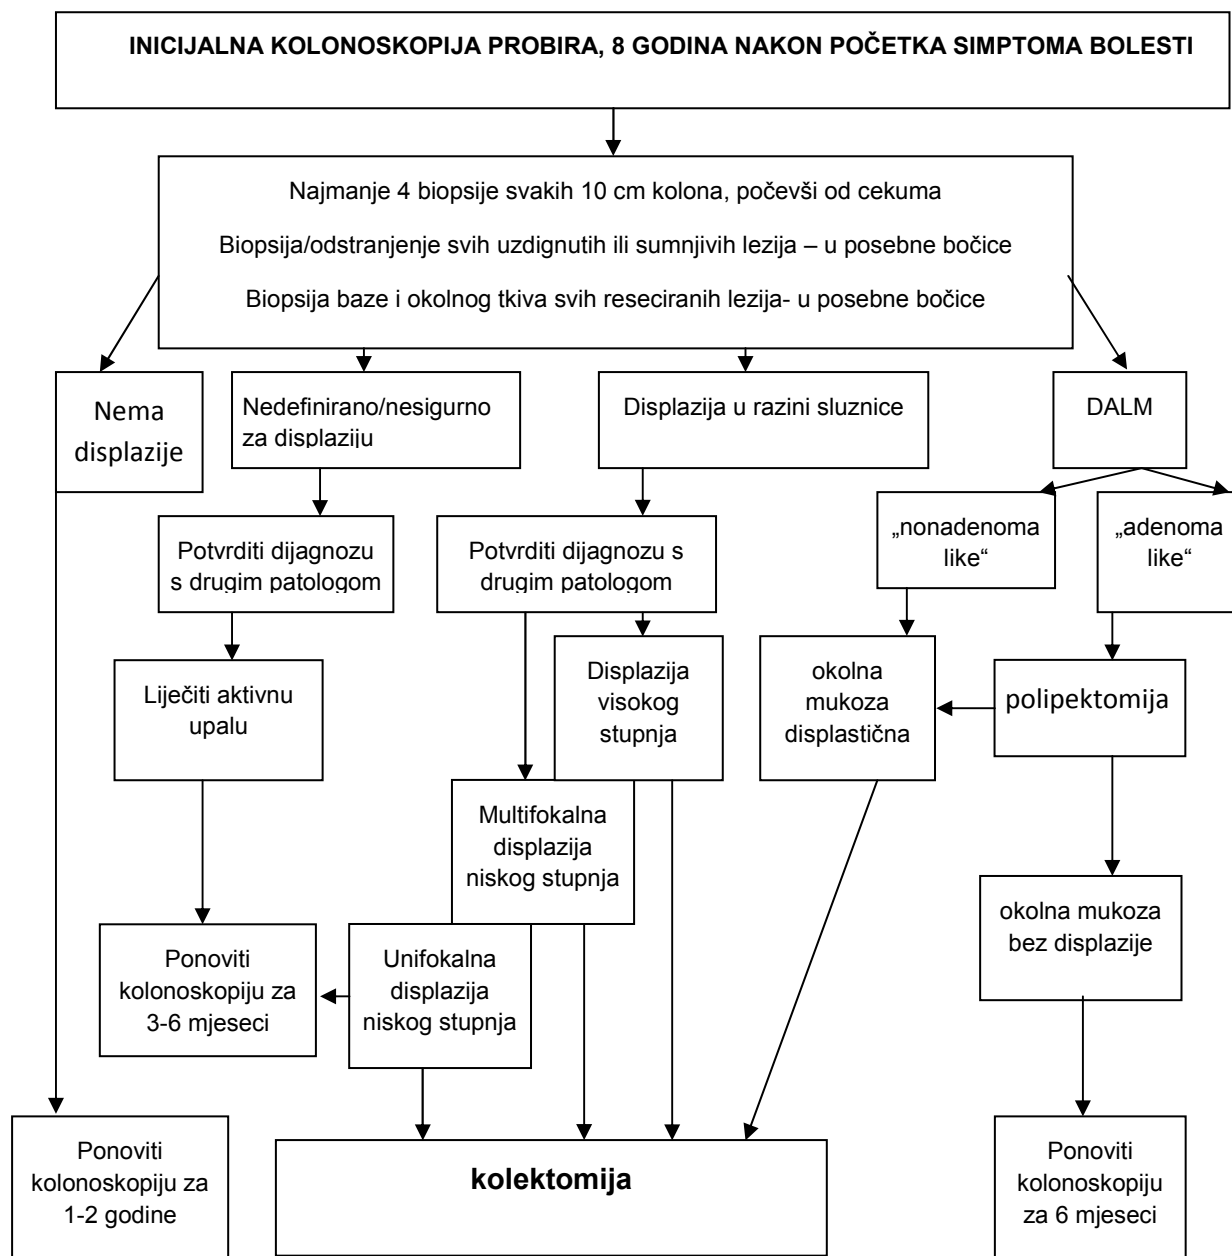 INICIJALNA KOLONOSKOPIJA PROBIRA, 8 GODINA NAKON POČETKA SIMPTOMA BOLESTI
Najmanje 4 biopsije svakih 10 cm kolona, počevši od cekuma
Biopsija/odstranjenje svih uzdignutih ili sumnjivih lezija – u posebne bočice
Biopsija baze i okolnog tkiva svih reseciranih lezija- u posebne bočice
Nema
displazije
Nedefinirano/nesigurno
za displaziju
Displazija u razini sluznice
DALM
„nonadenoma
like“
„adenoma
like“
Potvrditi dijagnozu
s drugim patologom
Potvrditi dijagnozu s
drugim patologom
Liječiti aktivnu
upalu
Displazija
visokog
stupnja
okolna
mukoza
displastična
polipektomija
Multifokalna
displazija
niskog stupnja
okolna mukoza
bez displazije
Ponoviti
kolonoskopiju za
3-6 mjeseci
Unifokalna
displazija
niskog stupnja
Ponoviti
kolonoskopiju za
1-2 godine
kolektomija
Ponoviti
kolonoskopiju
za 6 mjeseci